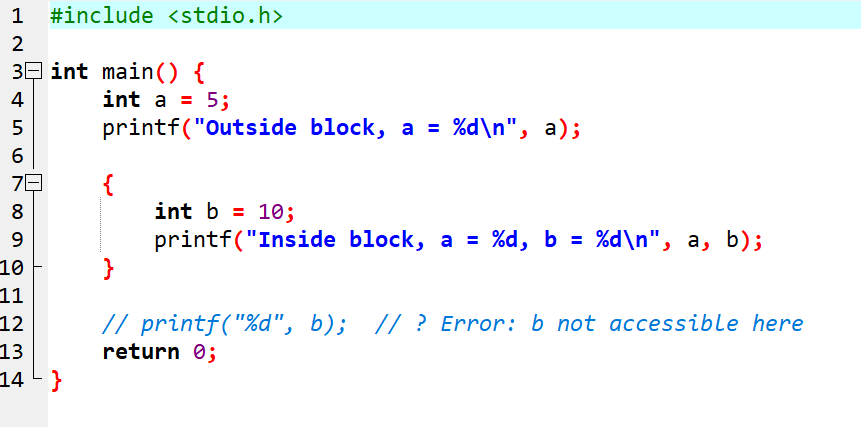 1 #include <stdio.h>
2
3 int main() {
4     int a = 5;
5     printf("Outside block, a = %d\n", a);
6
7     {
8         int b = 10;
9         printf("Inside block, a = %d, b = %d\n", a, b);
10     }
11
12     // printf("%d", b);  // ? Error: b not accessible here
13     return 0;
14 }